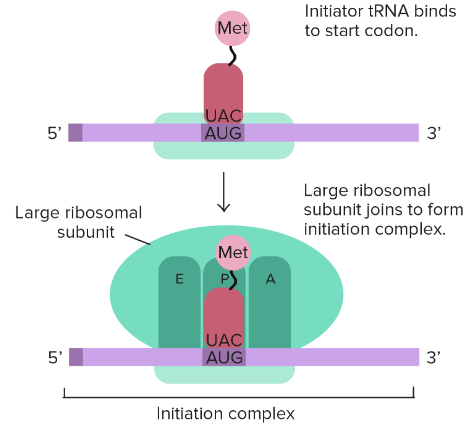 Met
Initiator tRNA binds
to start codon.
UAC
AUG
5’
3’
Large ribosomal
subunit joins to form
initiation complex.
Large ribosomal
subunit
Met
E
P
A
UAC
AUG
5’
3’
Initiation complex